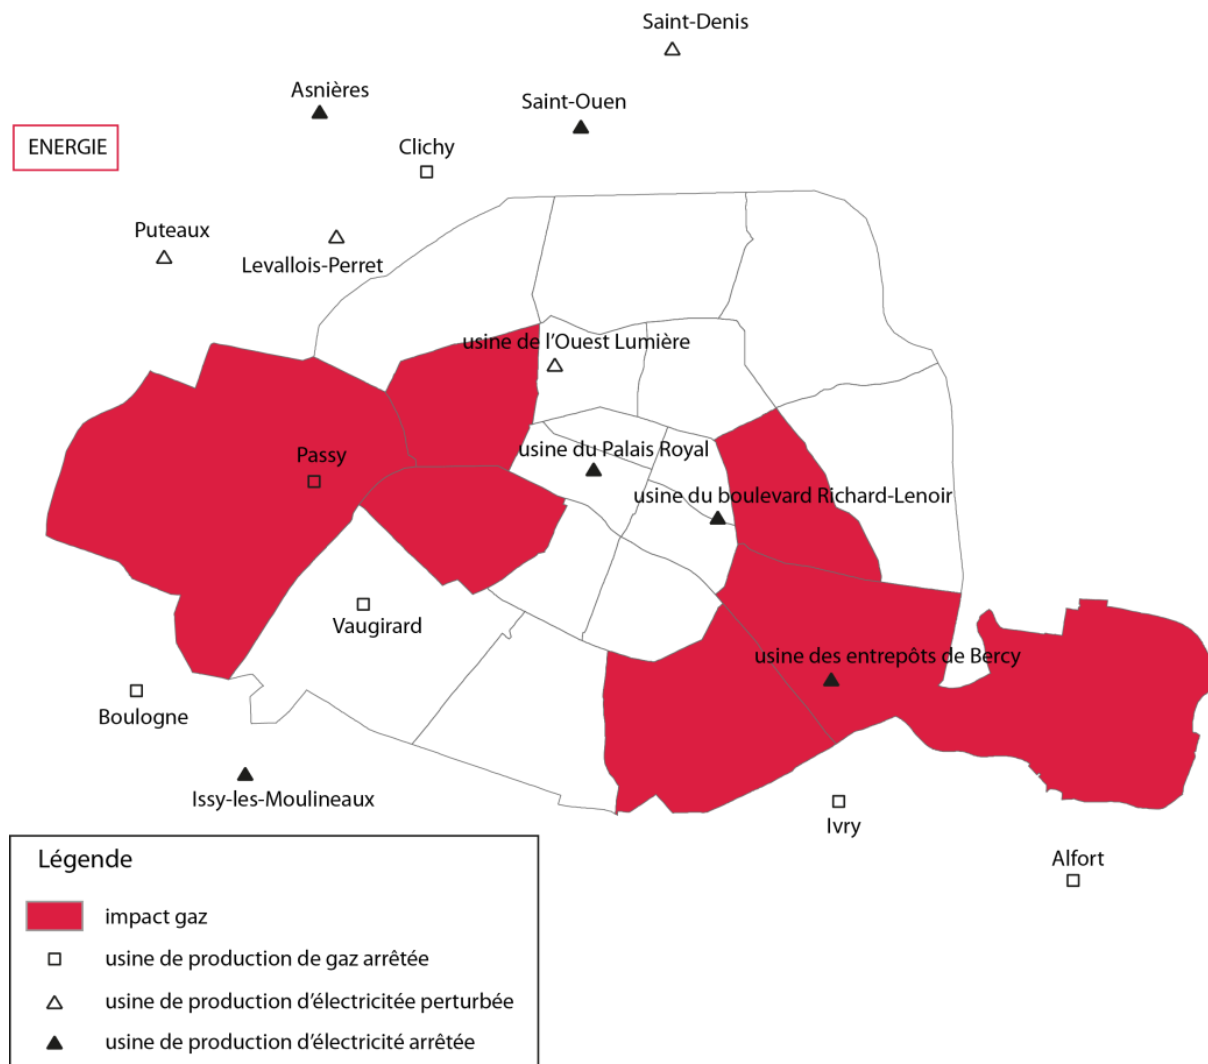 Saint-Denis
Asnières
Saint-Ouen
ENERGIE
Clichy
Puteaux
Levallois-Perret
usine de l'Ouest Lumière
usine du Palais Royal
Passy
usine du boulevard Richard-Lenoir
Vaugirard
usine des entrepôts de Bercy
Boulogne
Issy-les-Moulineaux
Ivry
Alfort
Légende
impact gaz
usine de production de gaz arrêtée
usine de production d'électricitée perturbée
usine de production d'électricité arrêtée